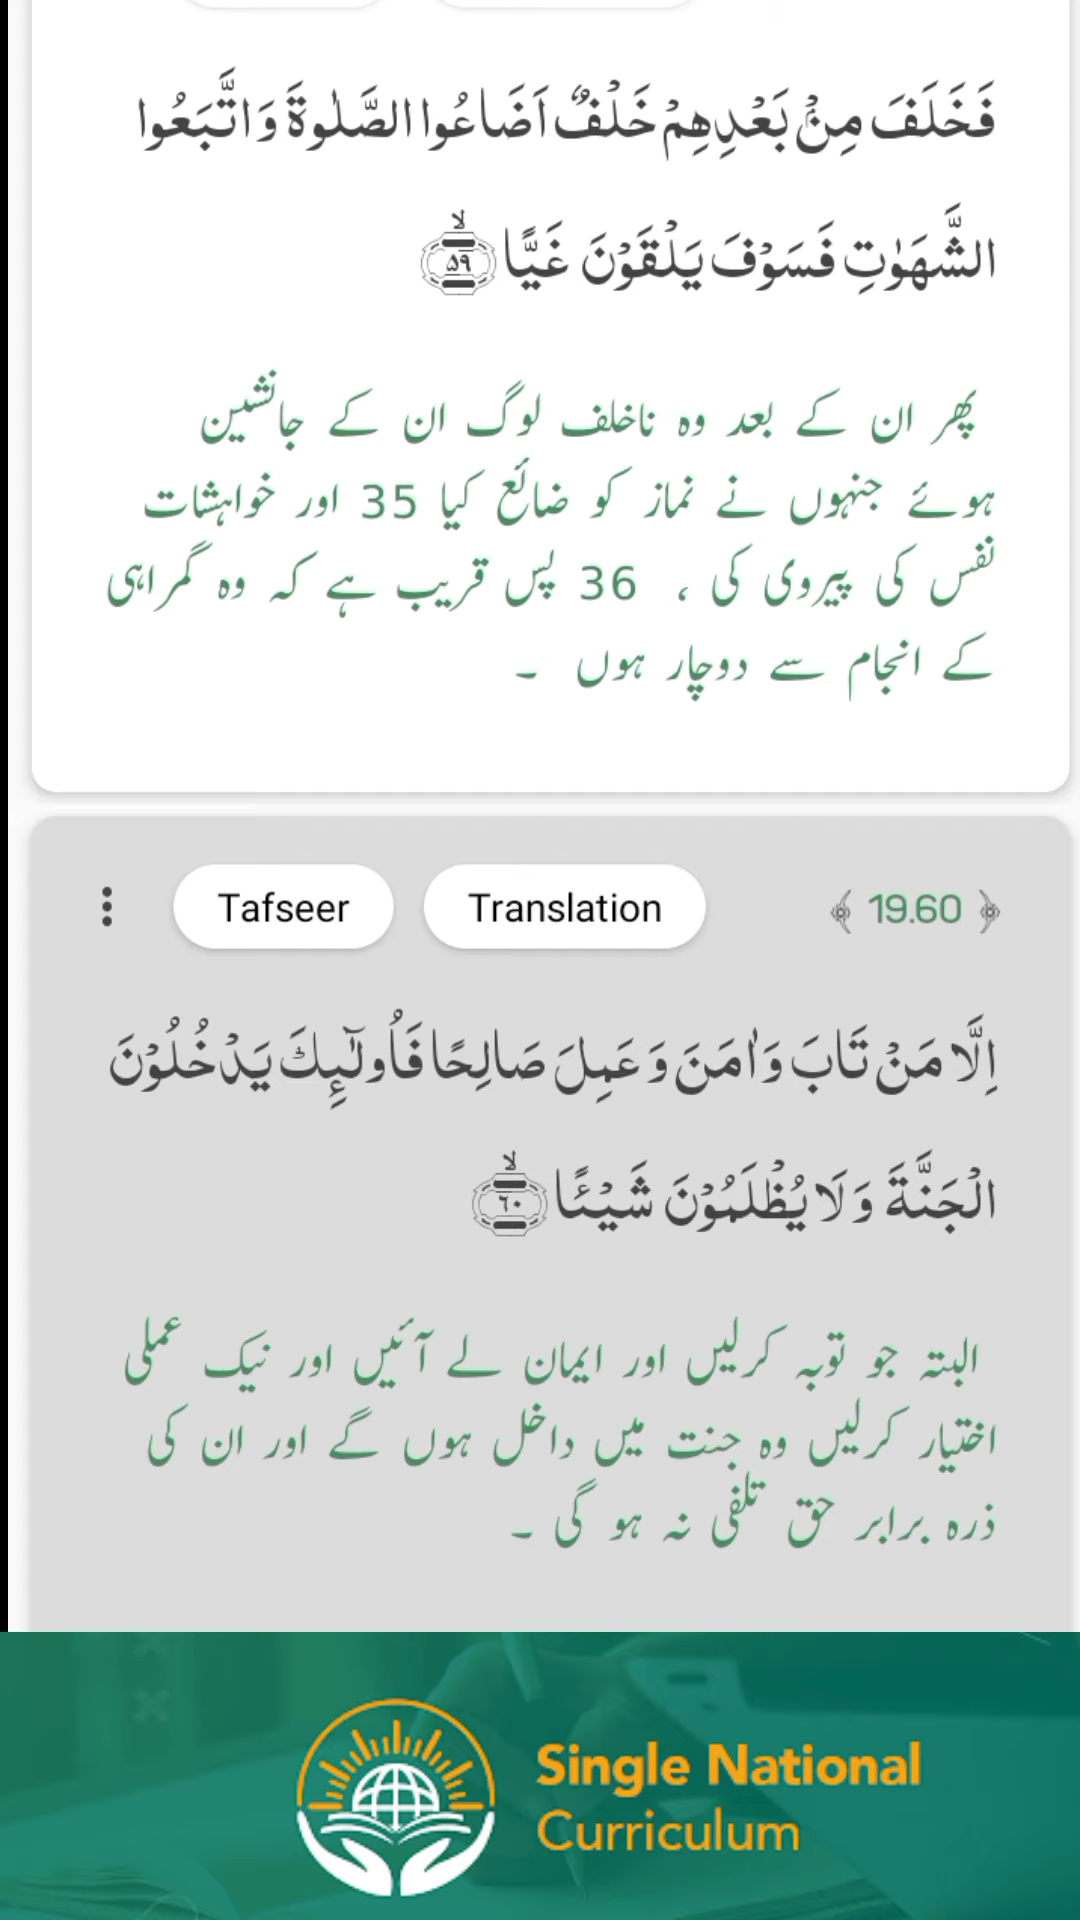 فَخَلَفَ مِنْۢ بَعْدِهِمْ خَلْفٌ اَضَاعُوا الصَّلٰوةَ وَ اتَّبَعُوا
الشَّهَوٰتِ فَسَوْفَ يَلْقَوْنَ غَيًّا ۙ‏﴿۵۹﴾
پھر ان کے بعد وہ ناخلف لوگ ان کے جانشین
ہوئے جنہوں نے نماز کو ضائع کیا 35 اور خواہشات
نفس کی پیروی کی ، 36 پس قریب ہے کہ وہ گمراہی
کے انجام سے دوچار ہوں ۔
Tafseer Translation ﴾ 19.60 ﴿
اِلَّا مَنْ تَابَ وَ اٰمَنَ وَ عَمِلَ صَالِحًا فَاُولٰٓئِكَ يَدْخُلُوْنَ
الْجَنَّةَ وَ لَا يُظْلَمُوْنَ شَيْئًا ۙ‏﴿۶۰﴾
البتہ جو توبہ کرلیں اور ایمان لے آئیں اور نیک عملی
اختیار کرلیں وہ جنت میں داخل ہوں گے اور ان کی
ذرہ برابر حق تلفی نہ ہو گی ۔
Single National
Curriculum